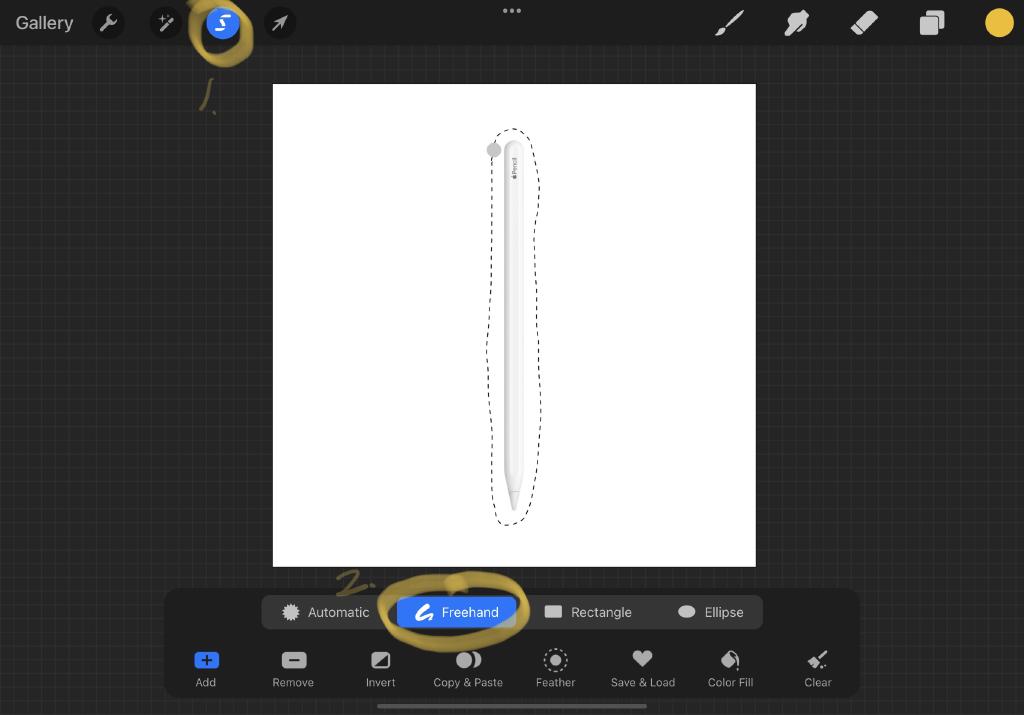 Gallery
1.
Pencil
2.
Automatic Freehand Rectangle Ellipse
Add Remove Invert Copy & Paste Feather Save & Load Color Fill Clear